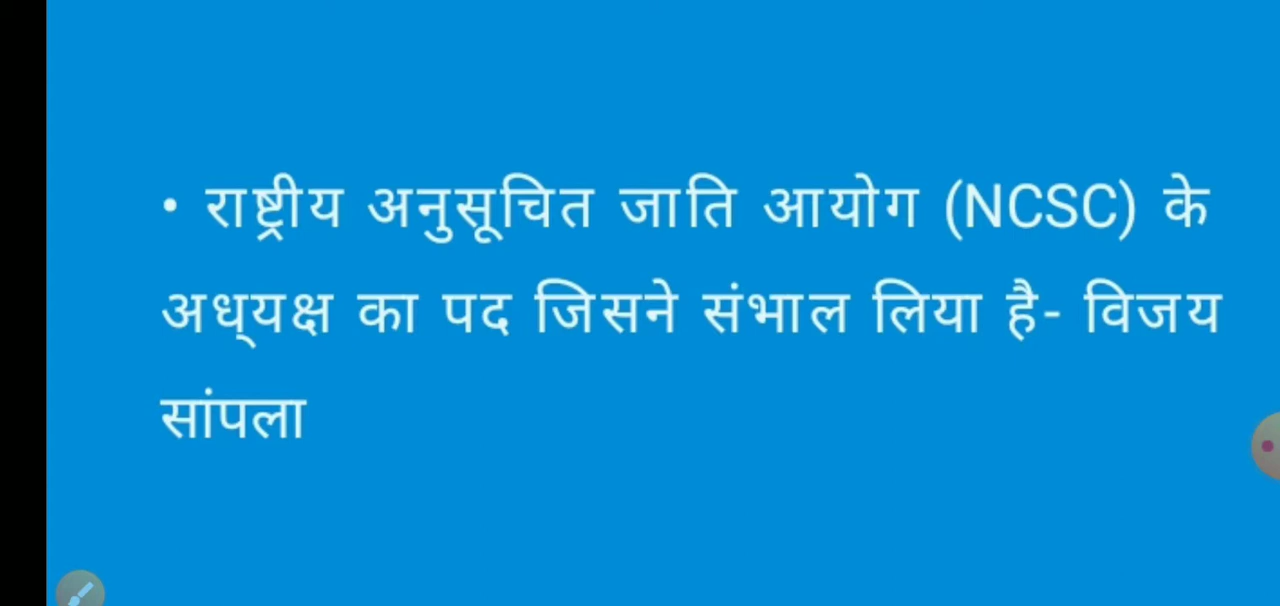 • राष्ट्रीय अनुसूचित जाति आयोग (NCSC) के
अध्‌यक्ष का पद जिसने संभाल लिया है- विजय
सांपला